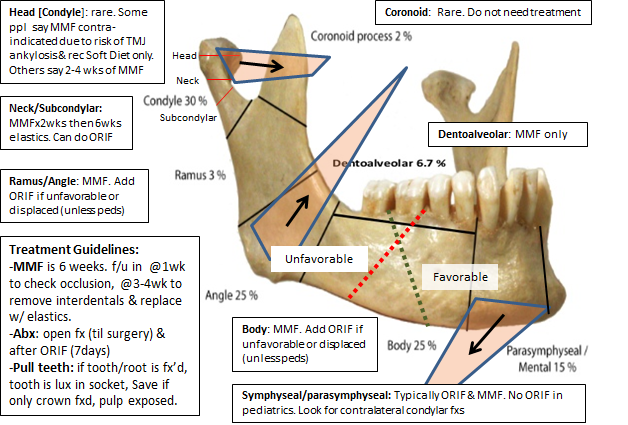 Head [Condyle]: rare. Some
ppl say MMF contra-
indicated due to risk of TMJ
ankylosis & rec Soft Diet only.
Others say 2-4 wks of MMF
Coronoid: Rare. Do not need treatment
Coronoid process 2 %
Head
Neck
Condyle 30 %
Subcondylar
Neck/Subcondylar:
MMFx2wks then 6wks
elastics. Can do ORIF
Dentoalveolar: MMF only
Dentoalveolar 6.7 %
Ramus 3 %
Ramus/Angle: MMF. Add
ORIF if unfavorable or
displaced (unless peds)
Unfavorable
Favorable
Treatment Guidelines:
-MMF is 6 weeks. f/u in @1wk
to check occlusion, @3-4wk to
remove interdentals & replace
w/ elastics.
-Abx: open fx (til surgery) &
after ORIF (7days)
-Pull teeth: if tooth/root is fx'd,
tooth is lux in socket, Save if
only crown fxd, pulp exposed.
Angle 25 %
Body: MMF. Add ORIF if
unfavorable or displaced
(unless peds)
Body 25 %
Parasymphyseal /
Mental 15 %
Symphyseal/parasymphyseal: Typically ORIF & MMF. No ORIF in
pediatrics. Look for contralateral condylar fxs